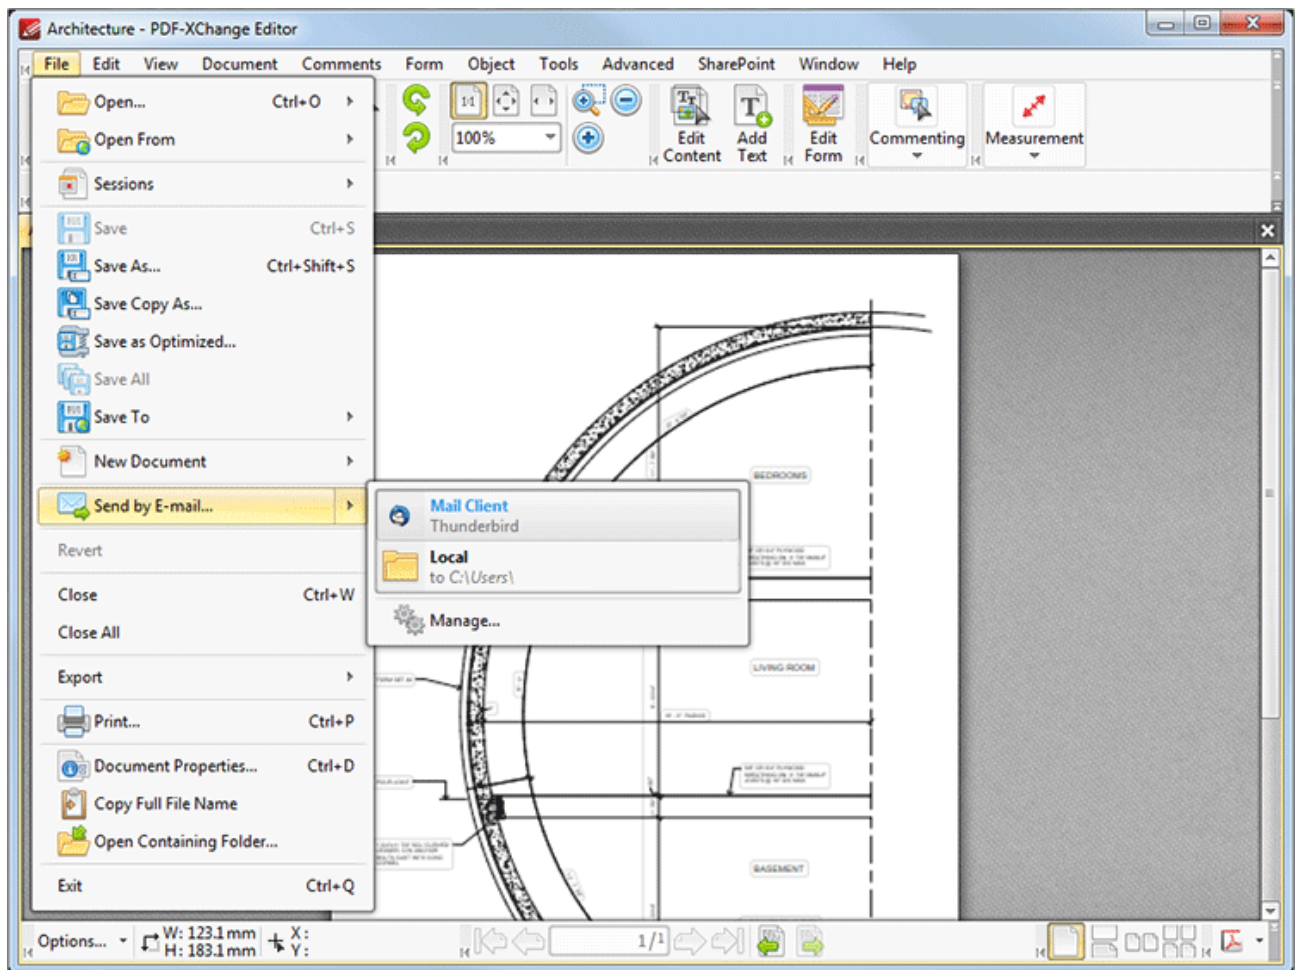 Architecture - PDF-XChange Editor
File Edit View Document Comments Form Object Tools Advanced SharePoint Window Help
Open... Ctrl+O
Open From
Sessions
Save Ctrl+S
Save As... Ctrl+Shift+S
Save Copy As...
Save as Optimized...
Save All
Save To
New Document
Send by E-mail...
Revert
Close Ctrl+W
Close All
Export
Print... Ctrl+P
Document Properties... Ctrl+D
Copy Full File Name
Open Containing Folder...
Exit Ctrl+Q
100%
Edit Content
Add Text
Edit Form
Commenting
Measurement
Mail Client
Thunderbird
Local
to C:\Users\
Manage...
BEDROOMS
LIVING ROOM
BASEMENT
Options...
W: 123.1 mm
H: 183.1 mm
X:
Y:
1/1